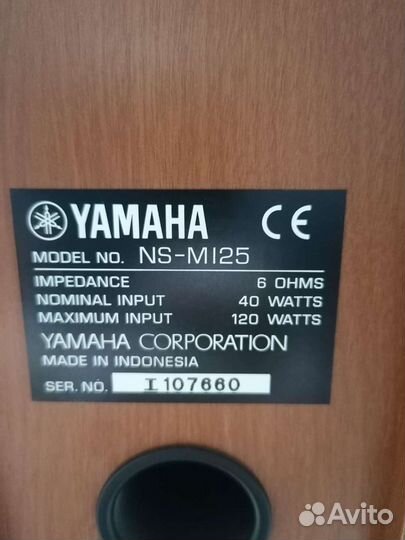 YAMAHA CE
MODEL NO. NS-M125
IMPEDANCE 6 OHMS
NOMINAL INPUT 40 WATTS
MAXIMUM INPUT 120 WATTS
YAMAHA CORPORATION
MADE IN INDONESIA
SER. NO. I 107660
Avito